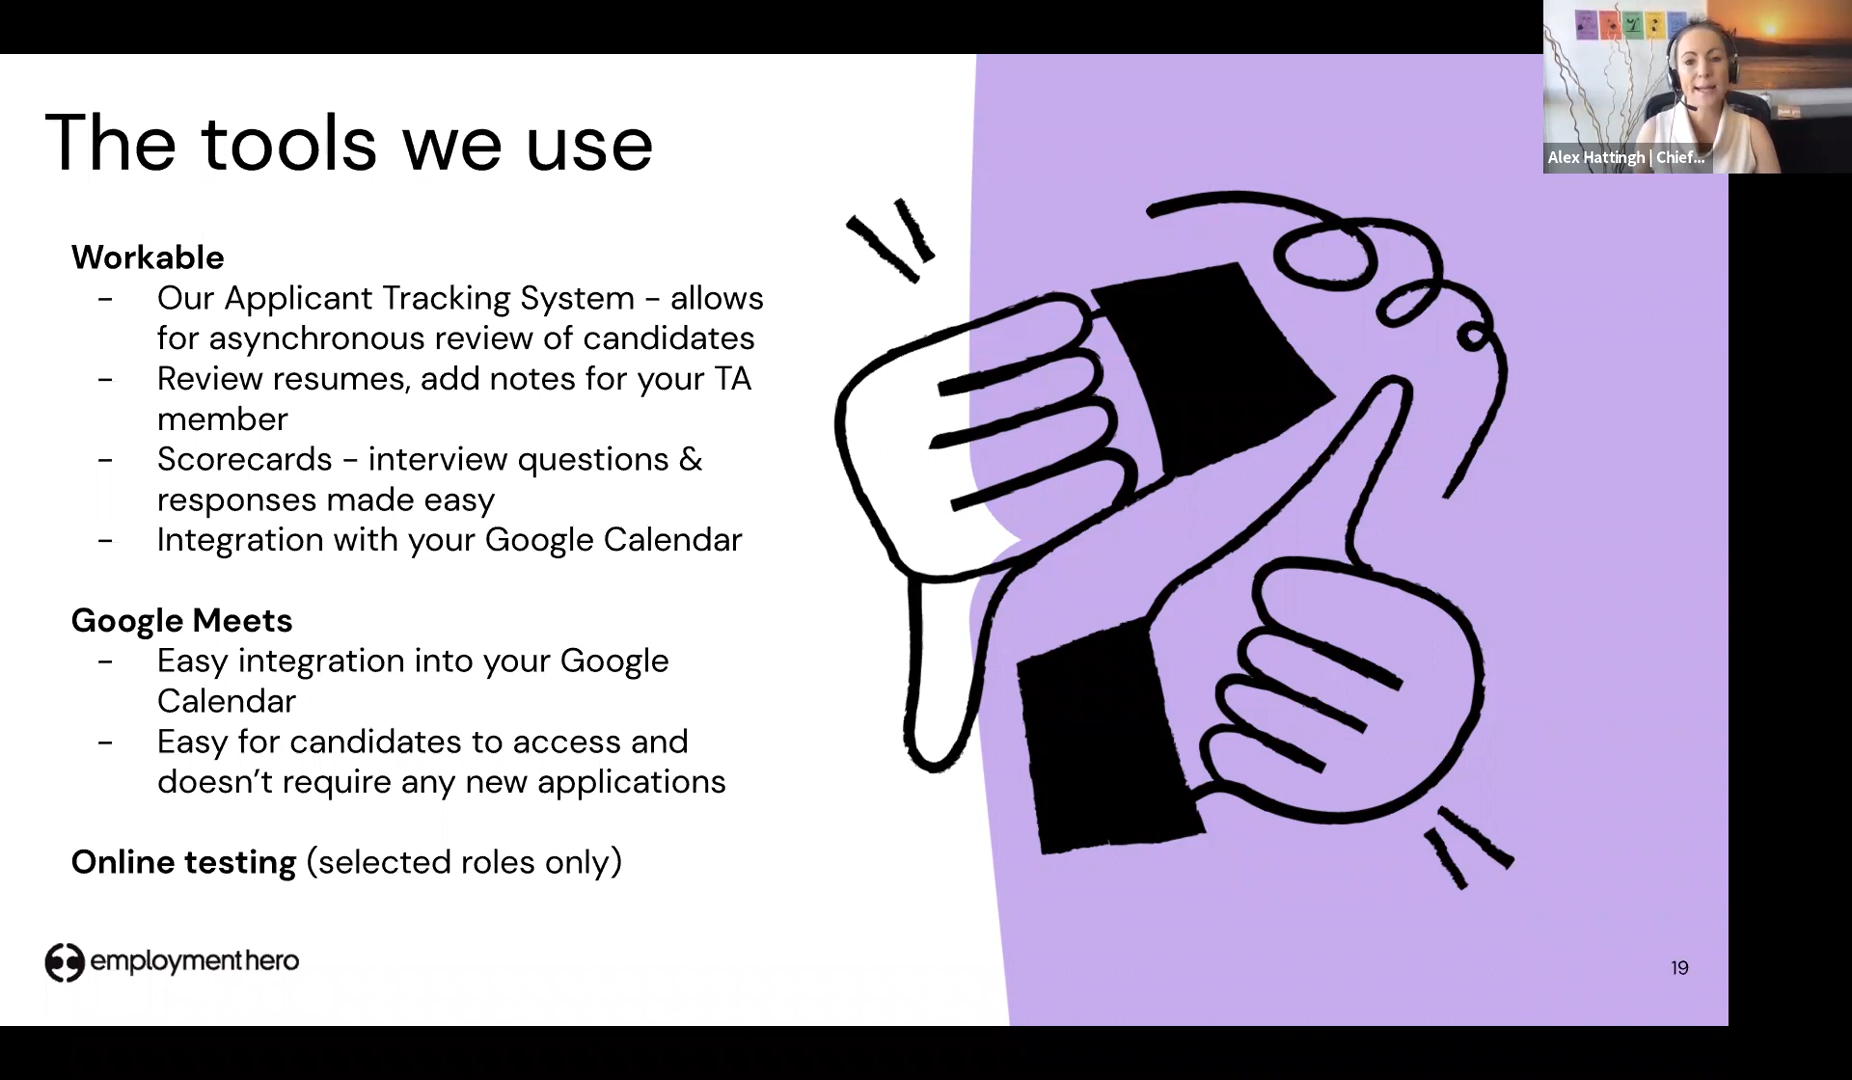 The tools we use
Workable
- Our Applicant Tracking System - allows
for asynchronous review of candidates
- Review resumes, add notes for your TA
member
- Scorecards - interview questions &
responses made easy
- Integration with your Google Calendar
Google Meets
- Easy integration into your Google
Calendar
- Easy for candidates to access and
doesn't require any new applications
Online testing (selected roles only)
employmenthero
19
Alex Hattingh | Chief...